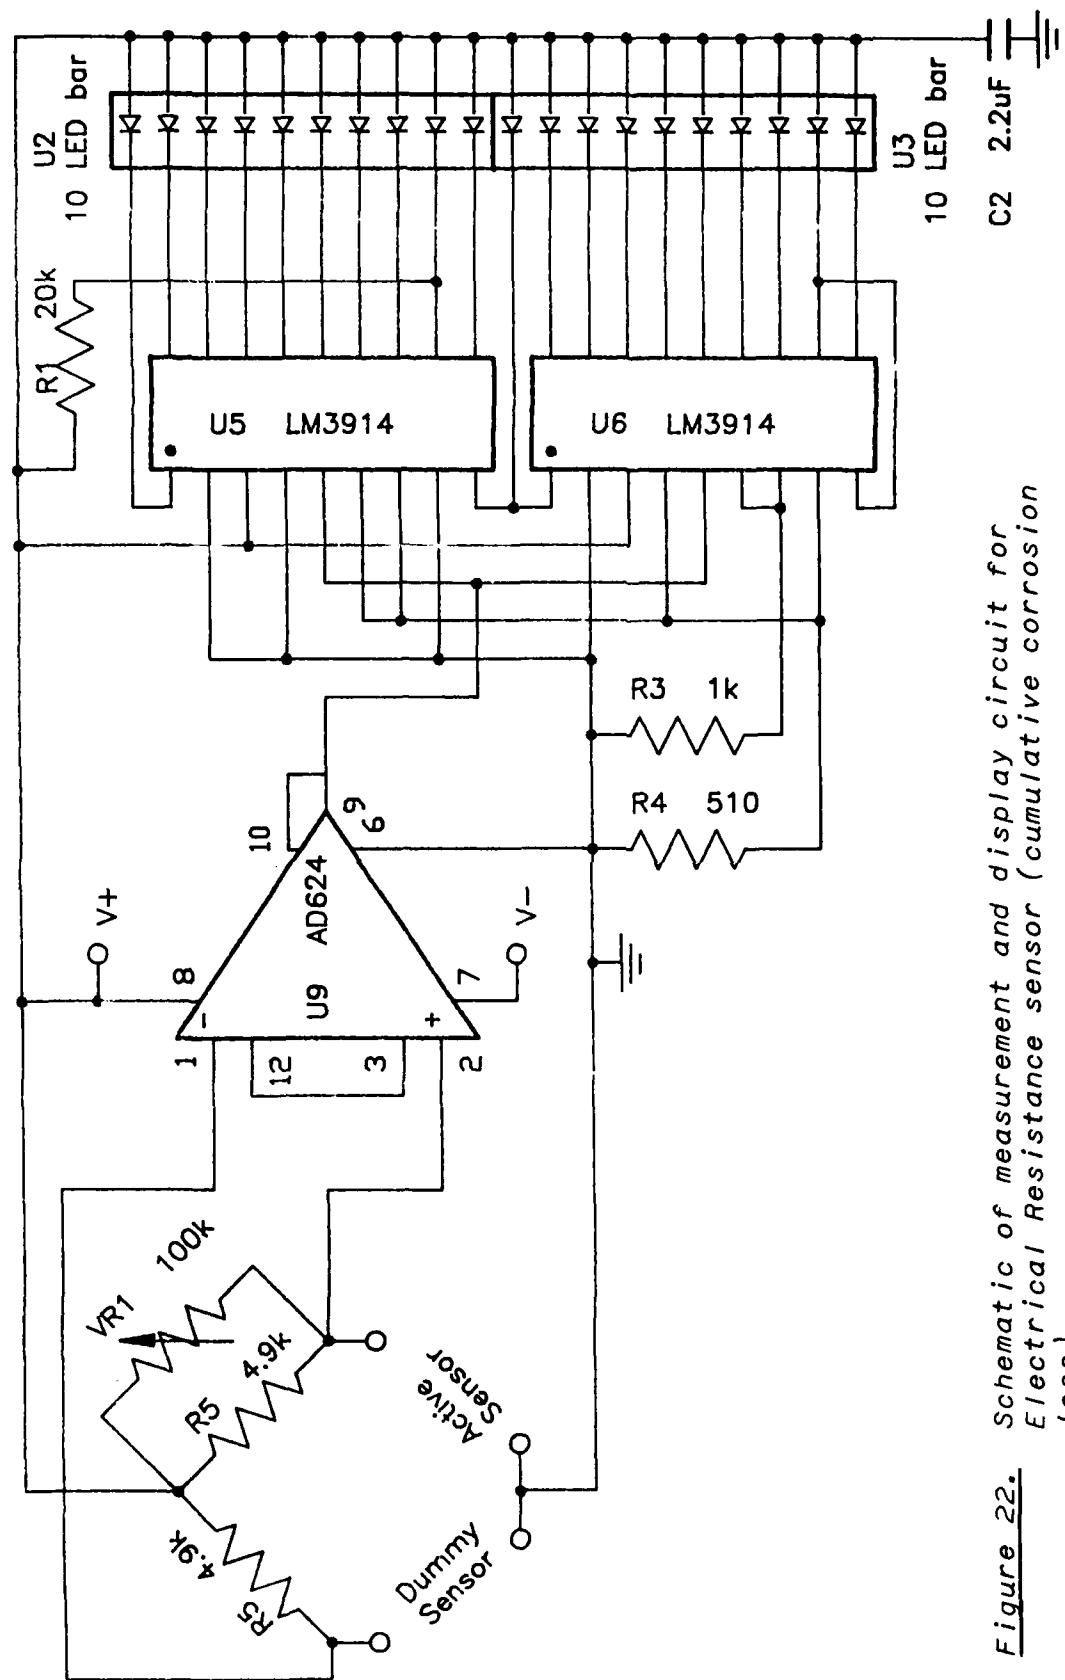 U2
10 LED bar
R1 20k
U5 LM3914
U6 LM3914
U3
10 LED bar
C2 2.2uF
V+
8
1
-
U9
AD624
10
9
6
12
3
+
2
7
V-
R3 1k
R4 510
VR1
100k
R5
4.9k
4.9k
R5
Active
Sensor
Dummy
Sensor
Figure 22. Schematic of measurement and display circuit for
Electrical Resistance sensor (cumulative corrosion